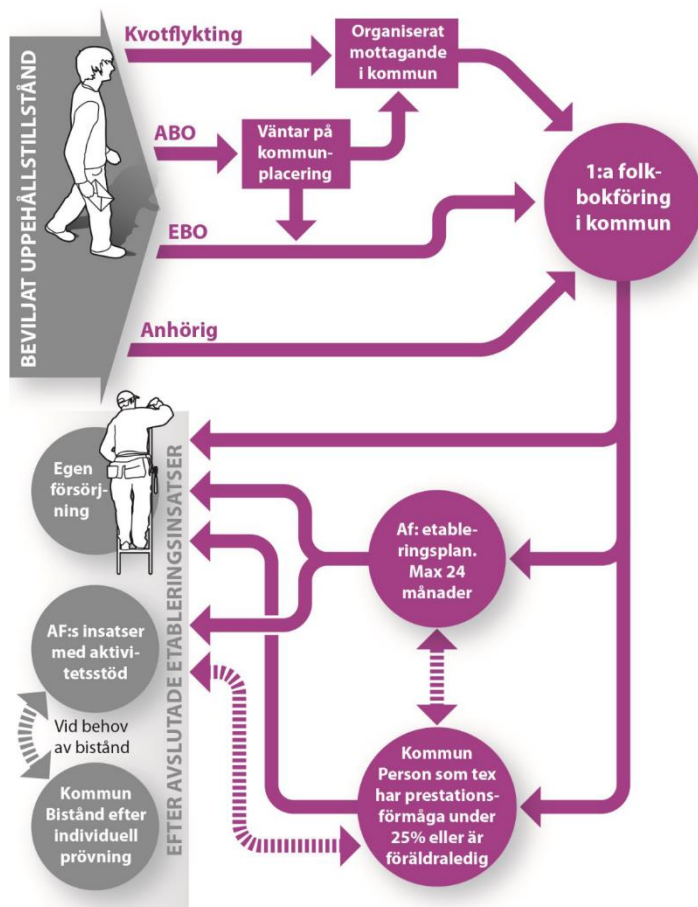 BEVILJAT UPPEHÅLLSTILLSTÅND
Kvotflykting
Organiserat
mottagande
i kommun
ABO
Väntar på
kommun-
placering
EBO
Anhörig
1:a folk-
bokföring
i kommun
Egen
försörj-
ning
AF:s insatser
med aktivi-
tetsstöd
Vid behov
av bistånd
Kommun
Bistånd efter
individuell
prövning
EFTER AVSLUTADE ETABLERINGSINSATSER
Af: etable-
ringsplan.
Max 24
månader
Kommun
Person som tex
har prestations-
förmåga under
25% eller är
föräldraledig